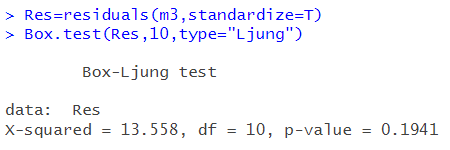 > Res=residuals(m3,standardize=T)
> Box.test(Res,10,type="Ljung")
Box-Ljung test
data:  Res
X-squared = 13.558, df = 10, p-value = 0.1941